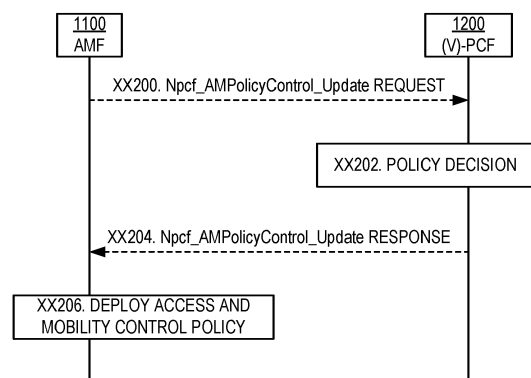 1100
AMF
1200
(V)-PCF
XX200. Npcf_AMPolicyControl_Update REQUEST
XX202. POLICY DECISION
XX204. Npcf_AMPolicyControl_Update RESPONSE
XX206. DEPLOY ACCESS AND
MOBILITY CONTROL POLICY